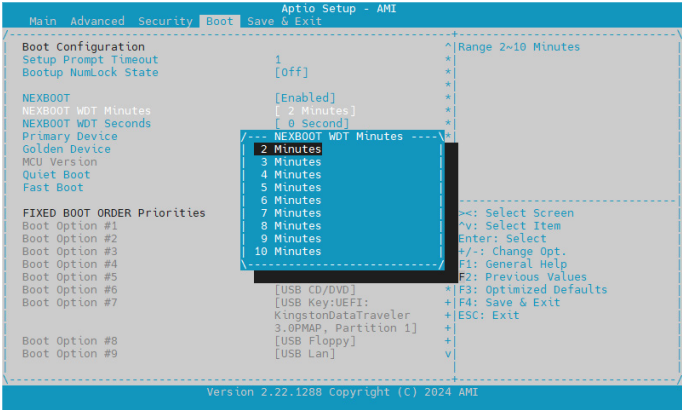 Aptio Setup - AMI
Main Advanced Security Boot Save & Exit
Boot Configuration
Setup Prompt Timeout 1
Bootup NumLock State [Off]
NEXBOOT [Enabled]
NEXBOOT WDT Minutes [ 2 Minutes]
NEXBOOT WDT Seconds [ 0 Second]
Primary Device
Golden Device
MCU Version
Quiet Boot
Fast Boot
FIXED BOOT ORDER Priorities
Boot Option #1
Boot Option #2
Boot Option #3
Boot Option #4
Boot Option #5
Boot Option #6 [USB CD/DVD]
Boot Option #7 [USB Key:UEFI:
KingstonDataTraveler
3.0PMAP, Partition 1]
Boot Option #8 [USB Floppy]
Boot Option #9 [USB Lan]
NEXBOOT WDT Minutes
2 Minutes
3 Minutes
4 Minutes
5 Minutes
6 Minutes
7 Minutes
8 Minutes
9 Minutes
10 Minutes
Range 2~10 Minutes
><: Select Screen
^v: Select Item
Enter: Select
+/-: Change Opt.
F1: General Help
F2: Previous Values
F3: Optimized Defaults
F4: Save & Exit
ESC: Exit
Version 2.22.1288 Copyright (C) 2024 AMI